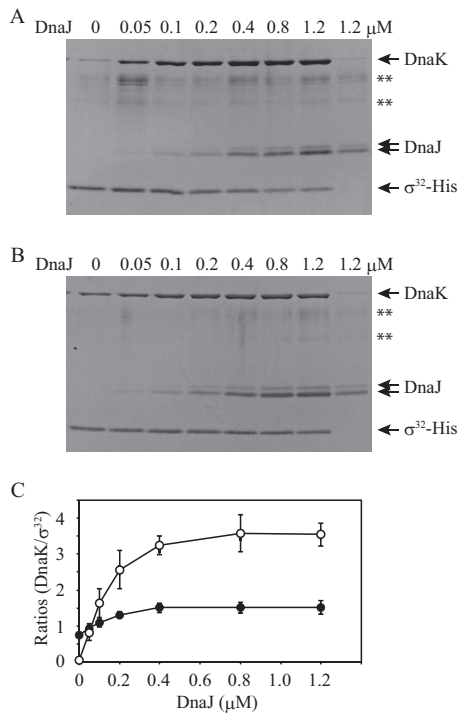 A
DnaJ 0 0.05 0.1 0.2 0.4 0.8 1.2 1.2 μM
DnaK
**
**
DnaJ
σ³²-His
B
DnaJ 0 0.05 0.1 0.2 0.4 0.8 1.2 1.2 μM
DnaK
**
**
DnaJ
σ³²-His
C
Ratios (DnaK/σ³²)
4
3
2
1
0
0 0.2 0.4 0.6 0.8 1.0 1.2
DnaJ (μM)